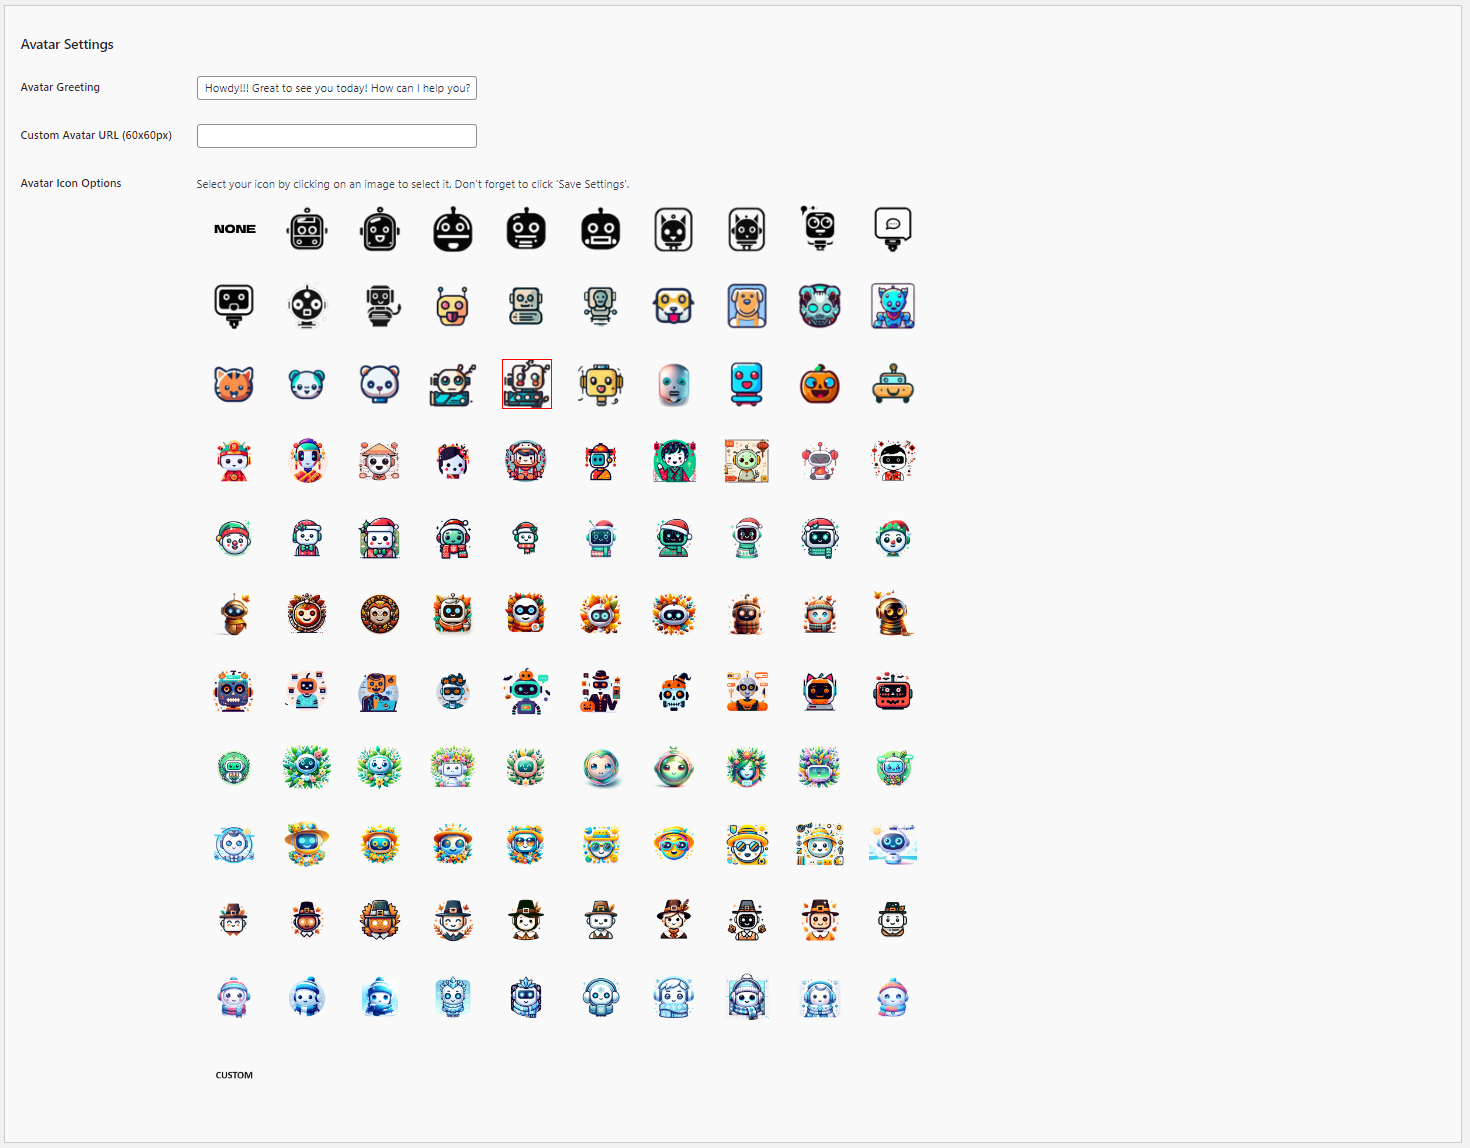 Avatar Settings
Avatar Greeting
Howdy!!! Great to see you today! How can I help you?
Custom Avatar URL (60x60px)
Avatar Icon Options
Select your icon by clicking on an image to select it. Don't forget to click 'Save Settings'.
NONE
CUSTOM